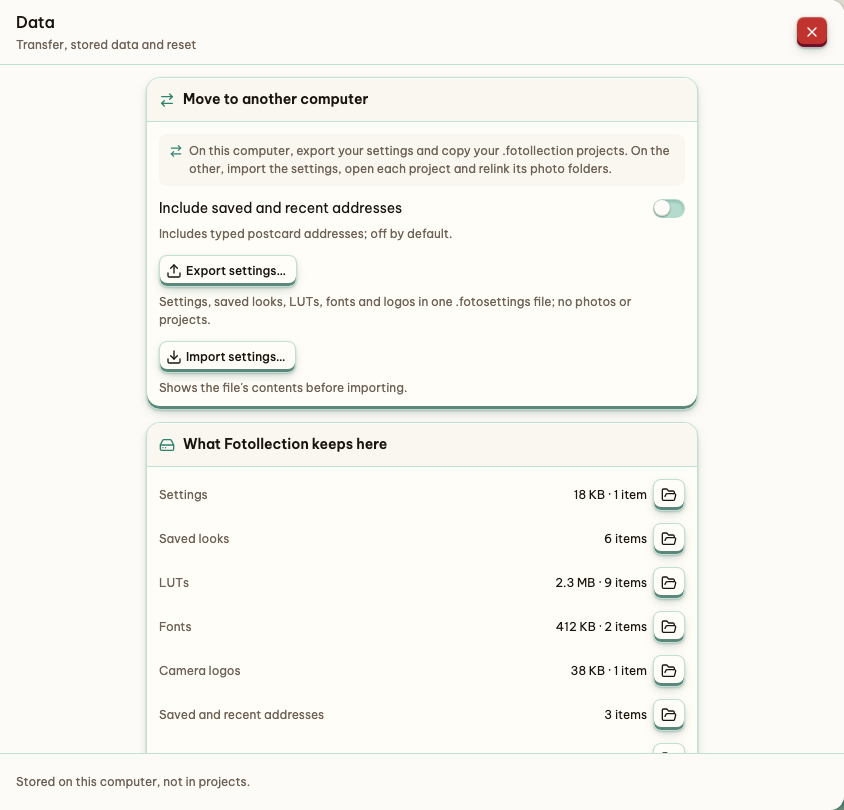 Data
Transfer, stored data and reset
Move to another computer
On this computer, export your settings and copy your .fotollection projects. On the
other, import the settings, open each project and relink its photo folders.
Include saved and recent addresses
Includes typed postcard addresses; off by default.
Export settings...
Settings, saved looks, LUTs, fonts and logos in one .fotosettings file; no photos or
projects.
Import settings...
Shows the file's contents before importing.
What Fotollection keeps here
Settings 18 KB · 1 item
Saved looks 6 items
LUTs 2.3 MB · 9 items
Fonts 412 KB · 2 items
Camera logos 38 KB · 1 item
Saved and recent addresses 3 items
Stored on this computer, not in projects.